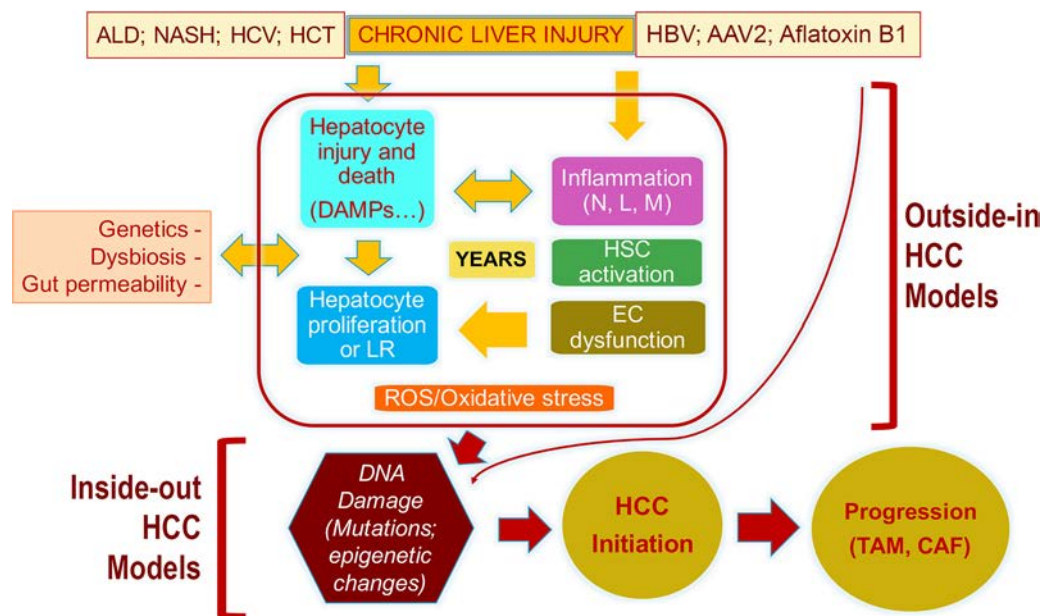 ALD; NASH; HCV; HCT
CHRONIC LIVER INJURY
HBV; AAV2; Aflatoxin B1
Hepatocyte
injury and
death
(DAMPs...)
Inflammation
(N, L, M)
Genetics -
Dysbiosis -
Gut permeability -
YEARS
HSC
activation
Outside-in
HCC
Models
Hepatocyte
proliferation
or LR
EC
dysfunction
ROS/Oxidative stress
Inside-out
HCC
Models
DNA
Damage
(Mutations;
epigenetic
changes)
HCC
Initiation
Progression
(TAM, CAF)